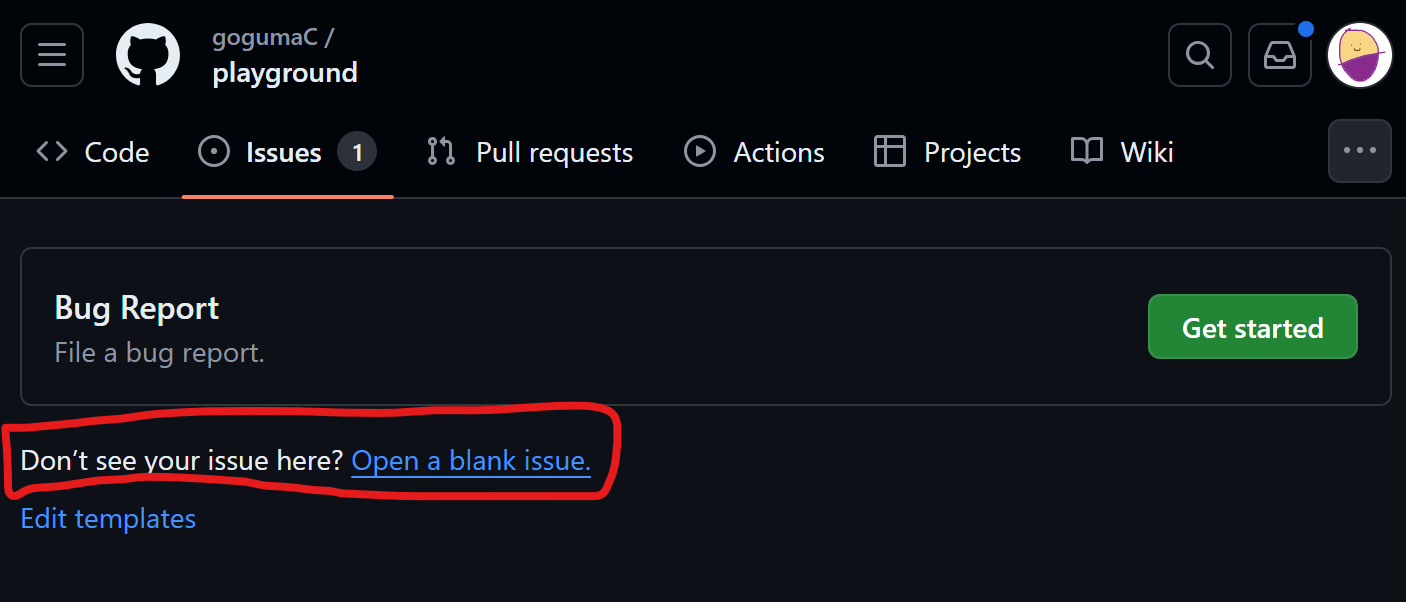 gogumaC /
playground
Code Issues 1 Pull requests Actions Projects Wiki
Bug Report
File a bug report.
Get started
Don’t see your issue here? Open a blank issue.
Edit templates